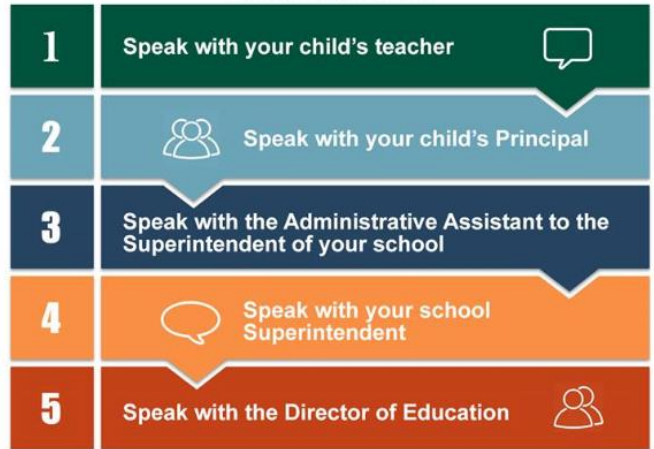 1
Speak with your child’s teacher
2
Speak with your child’s Principal
3
Speak with the Administrative Assistant to the
Superintendent of your school
4
Speak with your school
Superintendent
5
Speak with the Director of Education